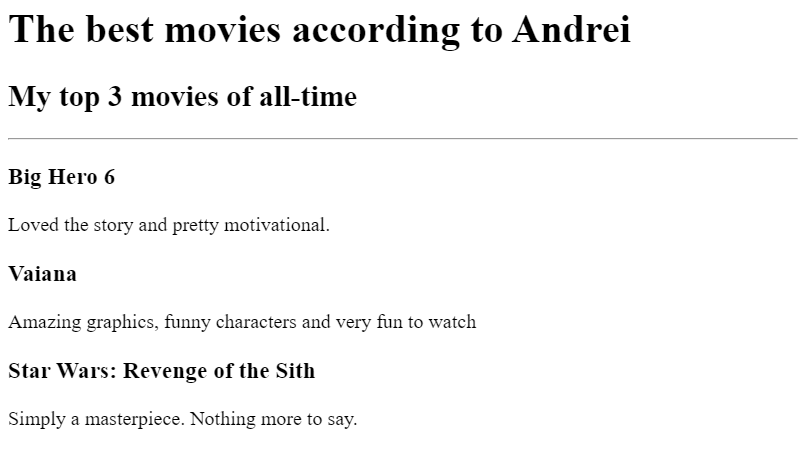 The best movies according to Andrei
My top 3 movies of all-time
Big Hero 6
Loved the story and pretty motivational.
Vaiana
Amazing graphics, funny characters and very fun to watch
Star Wars: Revenge of the Sith
Simply a masterpiece. Nothing more to say.